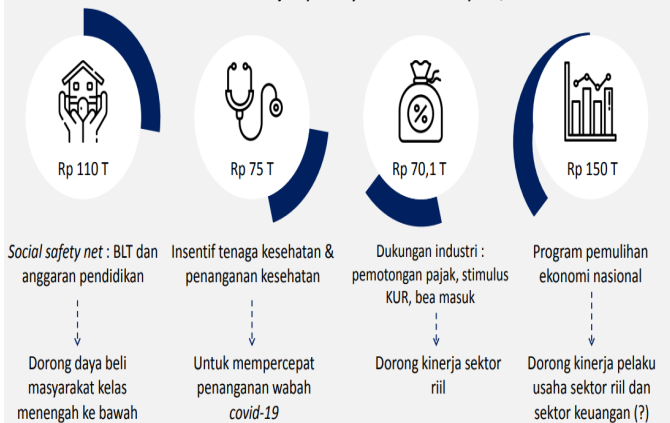 Rp 110 T
Rp 75 T
%
Rp 70,1 T
Rp 150 T
Social safety net : BLT dan
anggaran pendidikan
Insentif tenaga kesehatan &
penanganan kesehatan
Dukungan industri :
pemotongan pajak, stimulus
KUR, bea masuk
Program pemulihan
ekonomi nasional
Dorong daya beli
masyarakat kelas
menengah ke bawah
Untuk mempercepat
penanganan wabah
covid-19
Dorong kinerja sektor
riil
Dorong kinerja pelaku
usaha sektor riil dan
sektor keuangan (?)